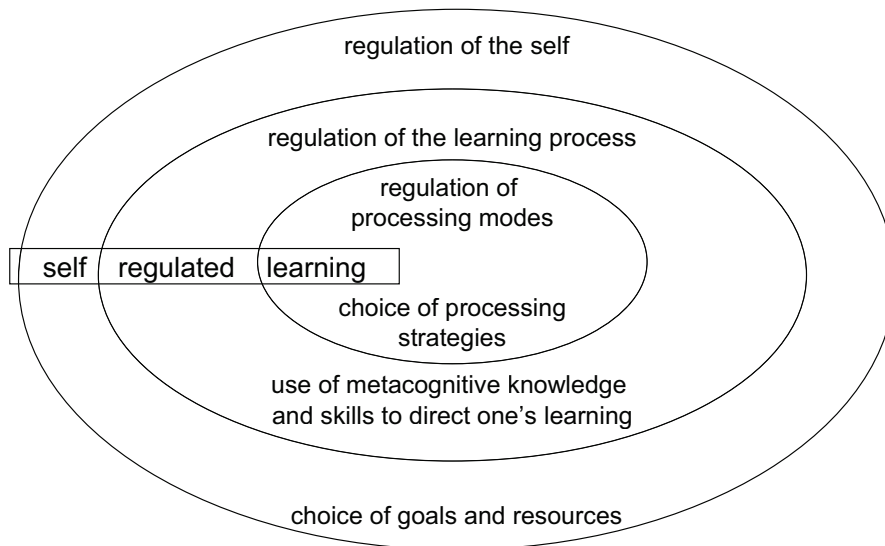 regulation of the self
regulation of the learning process
regulation of
processing modes
self regulated learning
choice of processing
strategies
use of metacognitive knowledge
and skills to direct one’s learning
choice of goals and resources